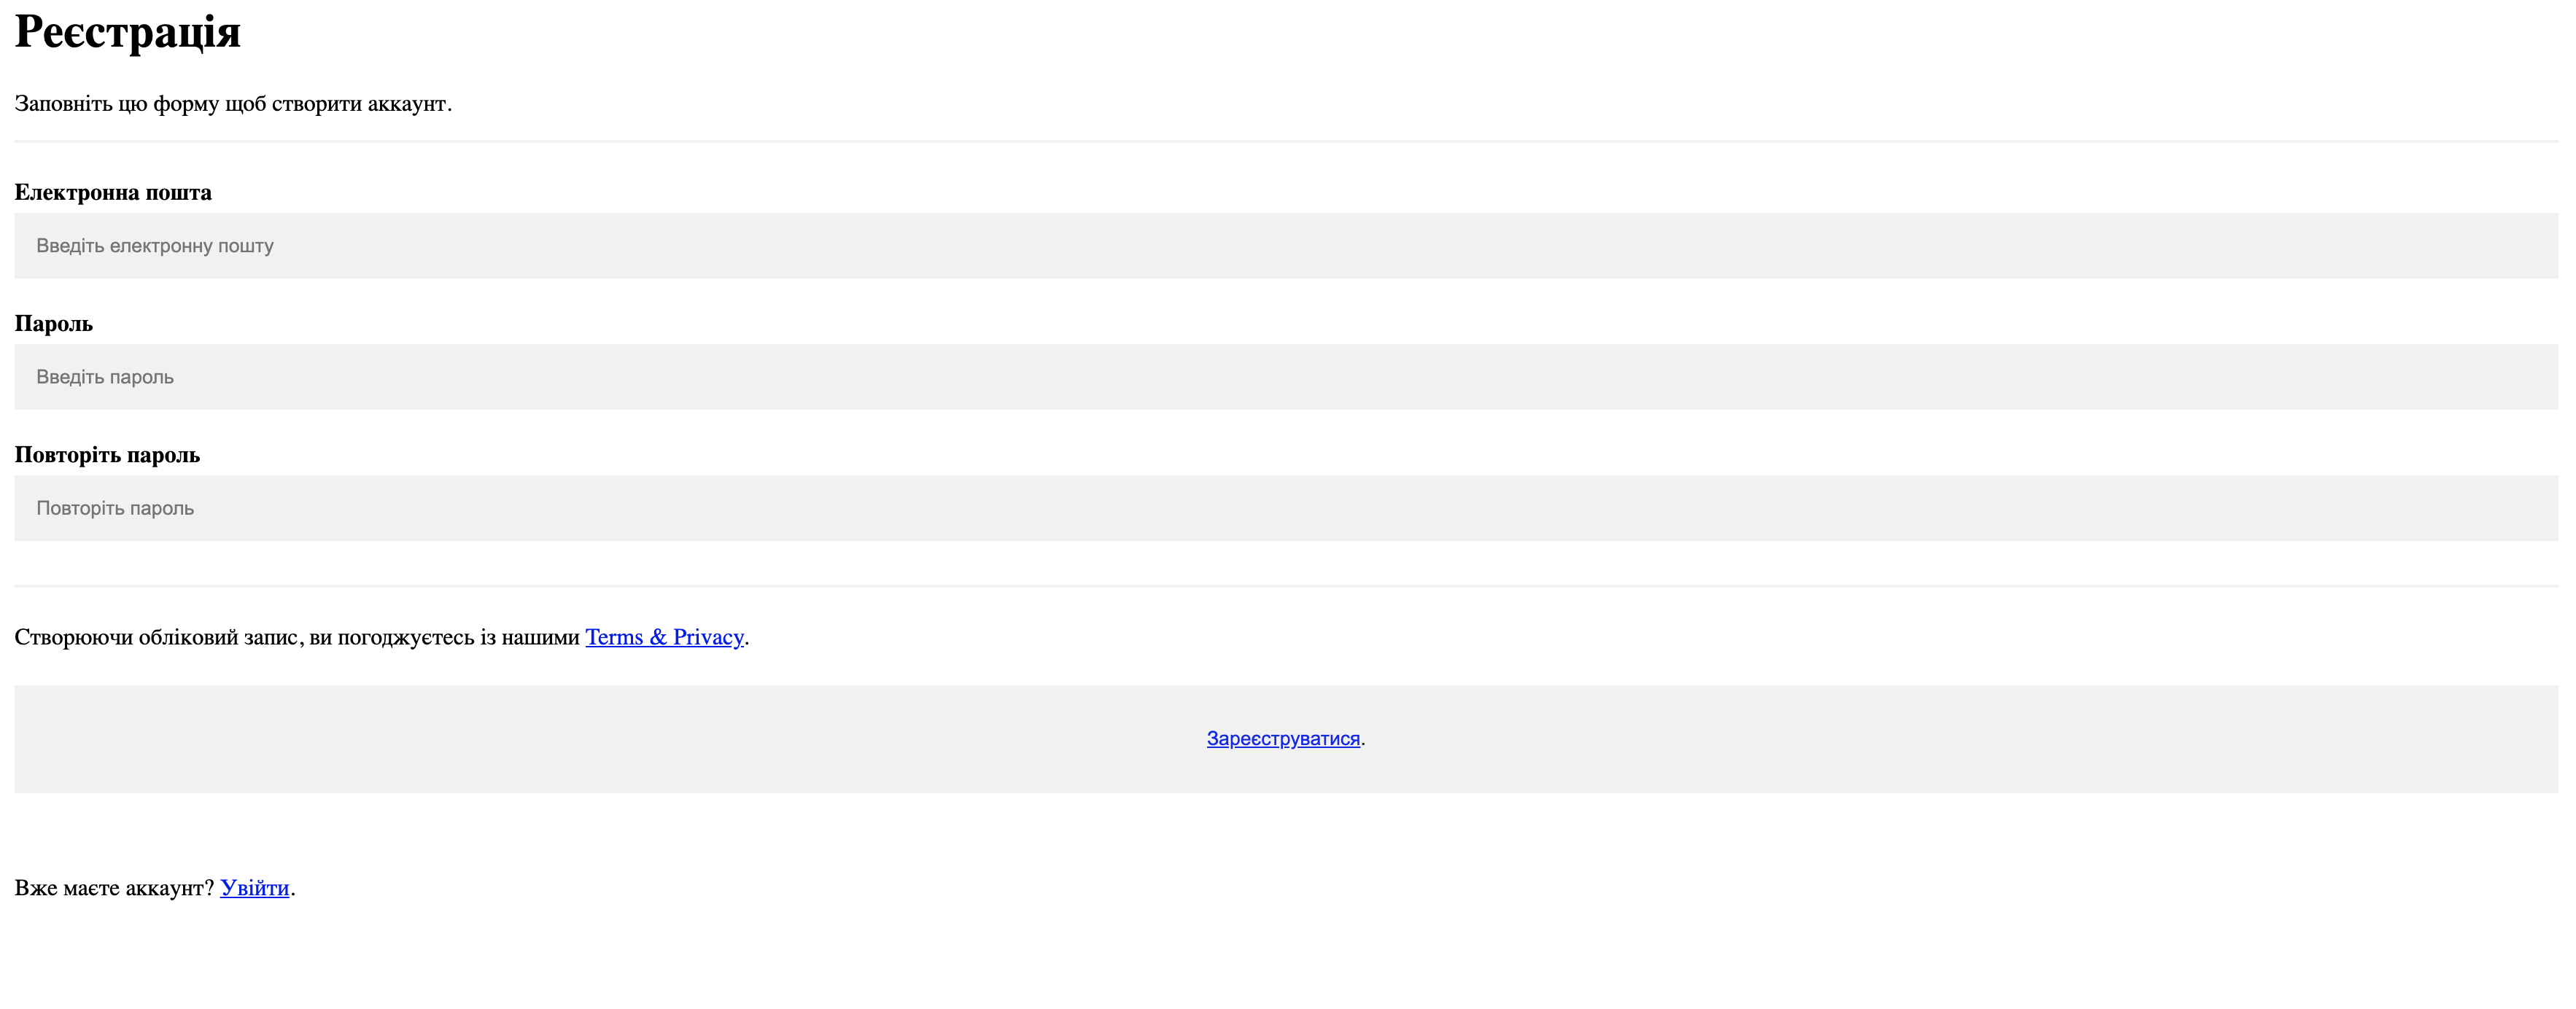 Реєстрація
Заповніть цю форму щоб створити аккаунт.
Електронна пошта
Введіть електронну пошту
Пароль
Введіть пароль
Повторіть пароль
Повторіть пароль
Створюючи обліковий запис, ви погоджуєтесь із нашими Terms & Privacy.
Зареєструватися.
Вже маєте аккаунт? Увійти.